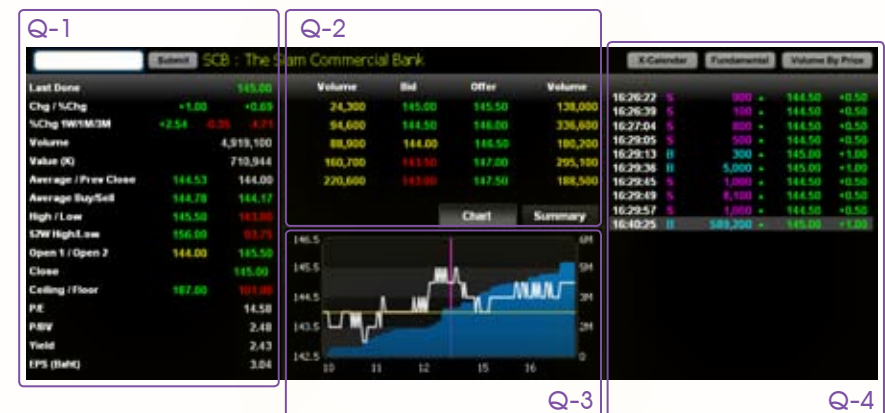 Q-1
Q-2
Submit SCB : The Siam Commercial Bank
X-Calendar Fundamental Volume By Price
Last Done 145.00
Chg / %Chg +1.00 +0.69
%Chg 1W/1M/3M +2.54 -0.35 -4.71
Volume 4,919,100
Value (K) 710,944
Average / Prev Close 144.53 144.00
Average Buy/Sell 144.78 144.17
High / Low 145.50 143.00
52W High/Low 156.00 93.75
Open 1 / Open 2 144.00 145.50
Close 145.00
Ceiling / Floor 187.00 101.00
P/E 14.58
P/BV 2.48
Yield 2.43
EPS (Baht) 3.04
Volume Bid Offer Volume
24,300 145.00 145.50 138,000
94,600 144.50 146.00 336,600
88,900 144.00 146.50 180,200
160,700 143.50 147.00 295,100
220,600 143.00 147.50 188,500
Chart Summary
146.5 6M
145.5 5M
144.5 3M
143.5 2M
142.5 0
10 11 12 15 16
16:26:22 S 900 144.50 +0.50
16:26:39 S 100 144.50 +0.50
16:27:04 S 800 144.50 +0.50
16:29:05 S 500 144.50 +0.50
16:29:13 B 300 145.00 +1.00
16:29:36 B 5,000 145.00 +1.00
16:29:45 S 1,000 144.50 +0.50
16:29:49 S 8,100 144.50 +0.50
16:29:57 S 1,000 144.50 +0.50
16:40:25 B 589,200 145.00 +1.00
Q-3
Q-4